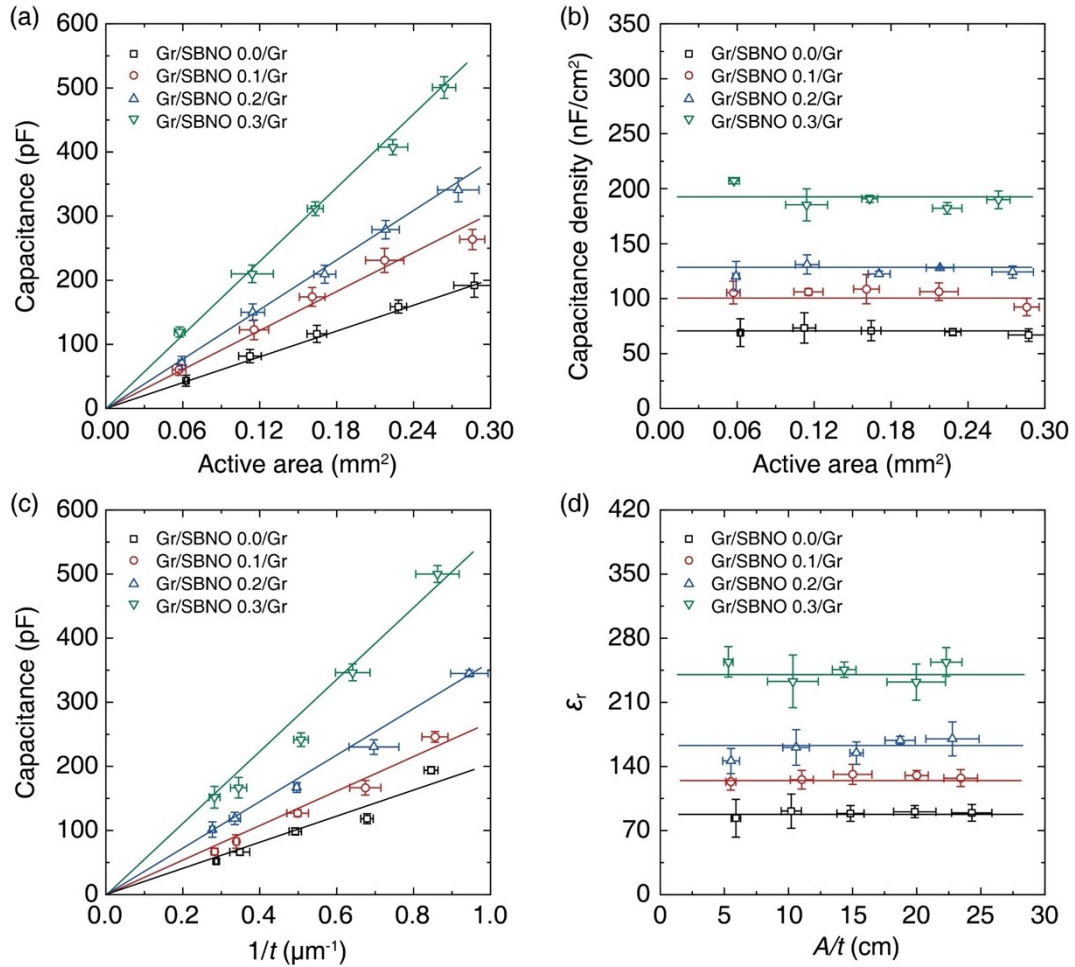 (a)
600
500
400
300
200
100
0
Capacitance (pF)
Gr/SBNO 0.0/Gr
Gr/SBNO 0.1/Gr
Gr/SBNO 0.2/Gr
Gr/SBNO 0.3/Gr
0.00 0.06 0.12 0.18 0.24 0.30
Active area (mm²)
(b)
350
300
250
200
150
100
50
0
Capacitance density (nF/cm²)
Gr/SBNO 0.0/Gr
Gr/SBNO 0.1/Gr
Gr/SBNO 0.2/Gr
Gr/SBNO 0.3/Gr
0.00 0.06 0.12 0.18 0.24 0.30
Active area (mm²)
(c)
600
500
400
300
200
100
0
Capacitance (pF)
Gr/SBNO 0.0/Gr
Gr/SBNO 0.1/Gr
Gr/SBNO 0.2/Gr
Gr/SBNO 0.3/Gr
0.0 0.2 0.4 0.6 0.8 1.0
1/t (µm⁻¹)
(d)
420
350
280
210
140
70
0
εr
Gr/SBNO 0.0/Gr
Gr/SBNO 0.1/Gr
Gr/SBNO 0.2/Gr
Gr/SBNO 0.3/Gr
0 5 10 15 20 25 30
A/t (cm)